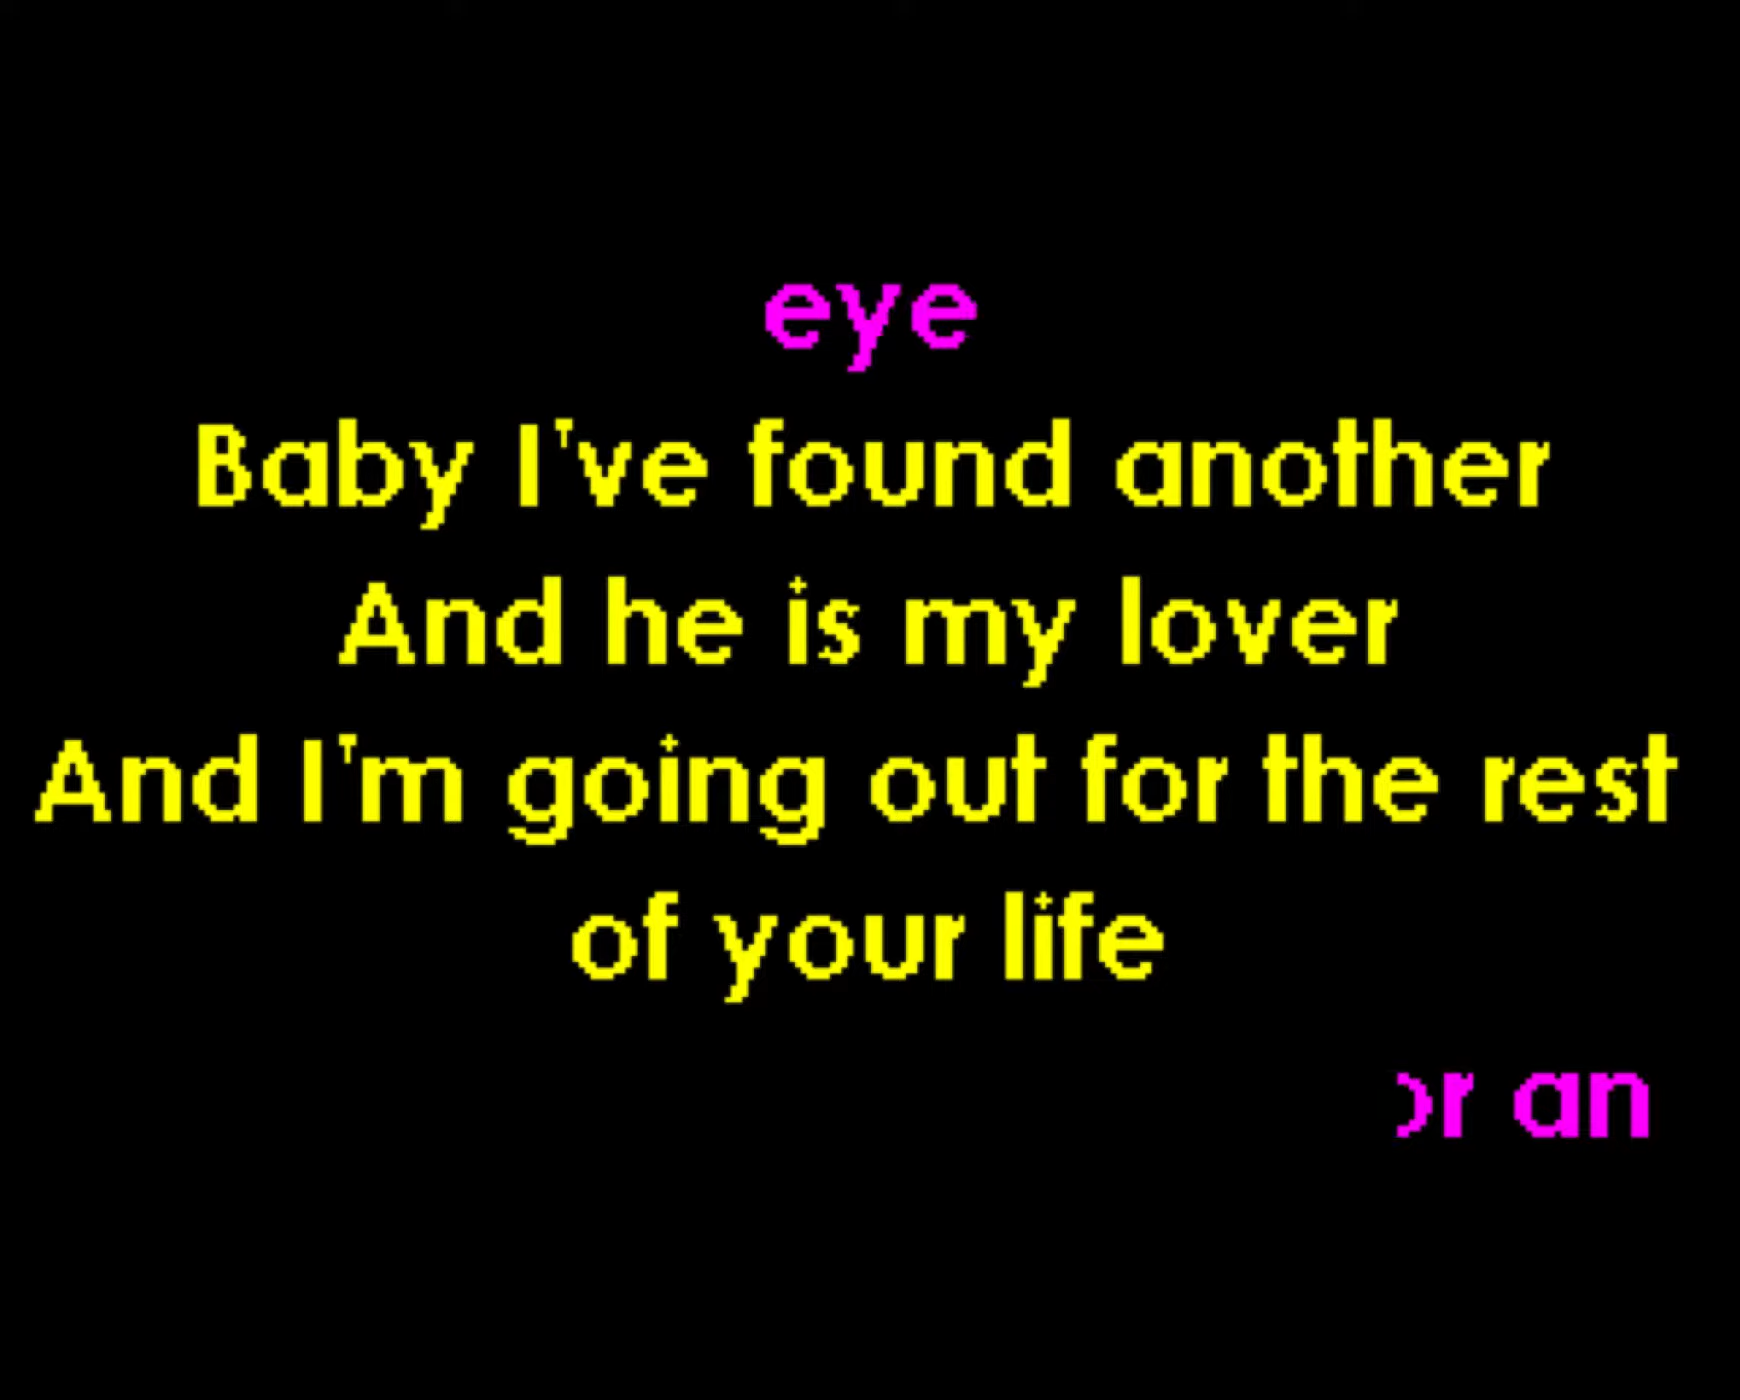 eye
Baby I've found another
And he is my lover
And I'm going out for the rest
of your life
an